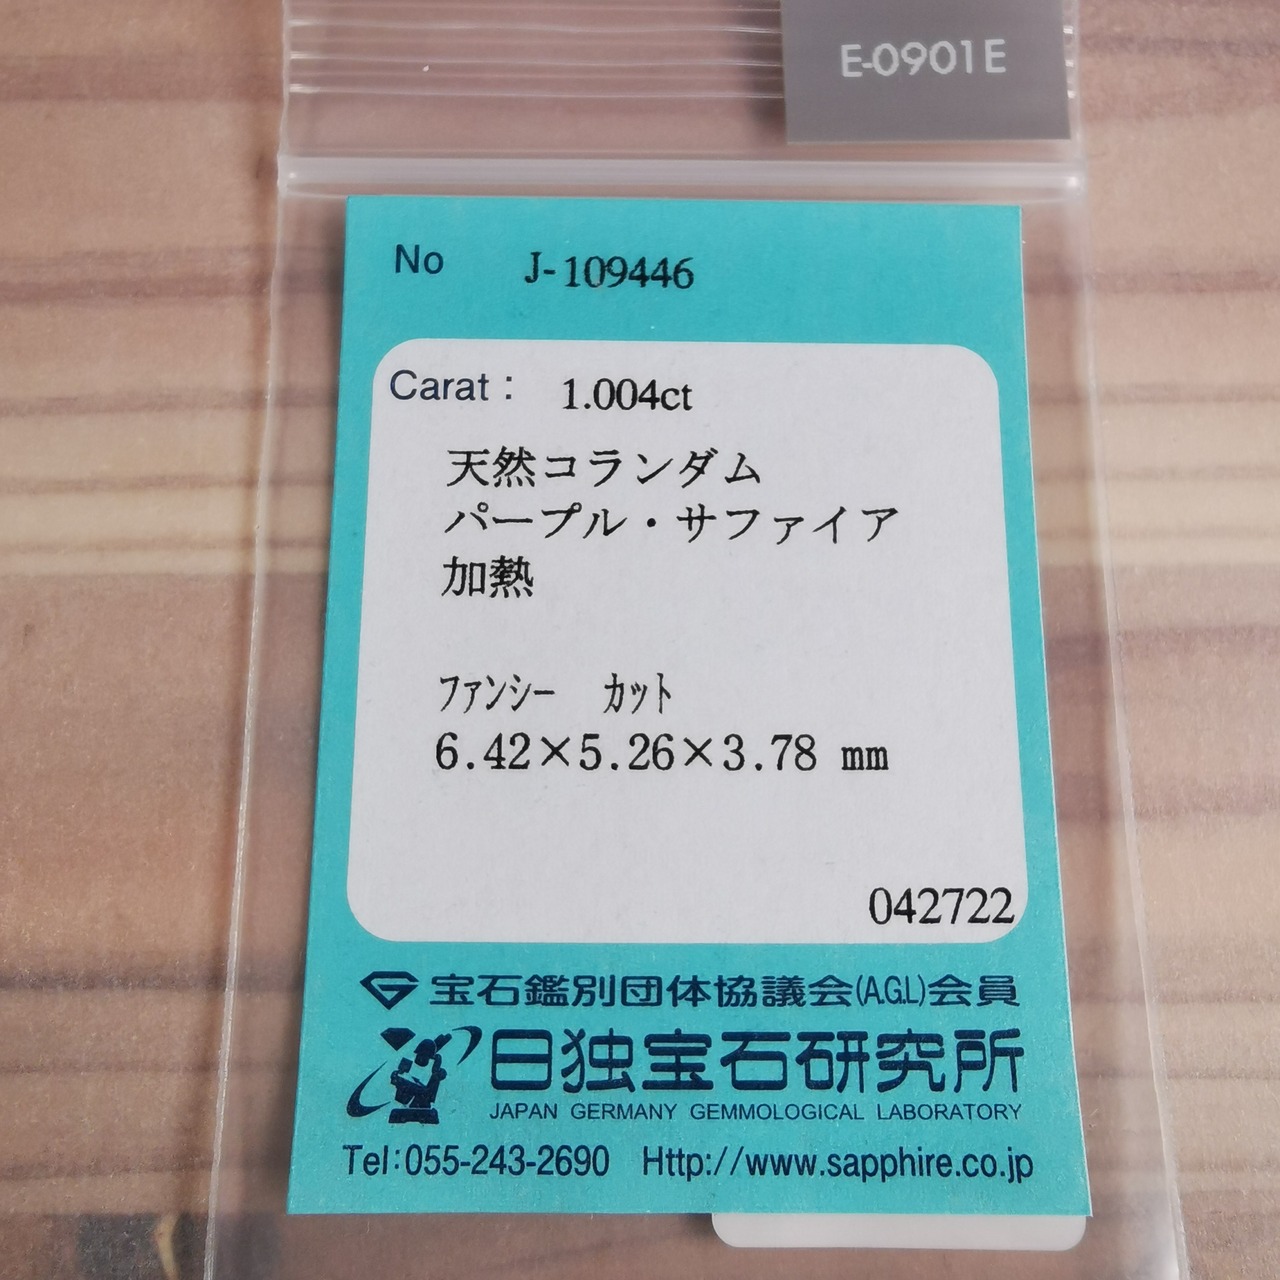 E-0901E
No J-109446
Carat: 1.004ct
天然コランダム
パープル・サファイア
加熱
ファンシー カット
6.42×5.26×3.78 mm
042722
宝石鑑別団体協議会(A.G.L)会員
日独宝石研究所
JAPAN GERMANY GEMMOLOGICAL LABORATORY
Tel:055-243-2690 Http://www.sapphire.co.jp